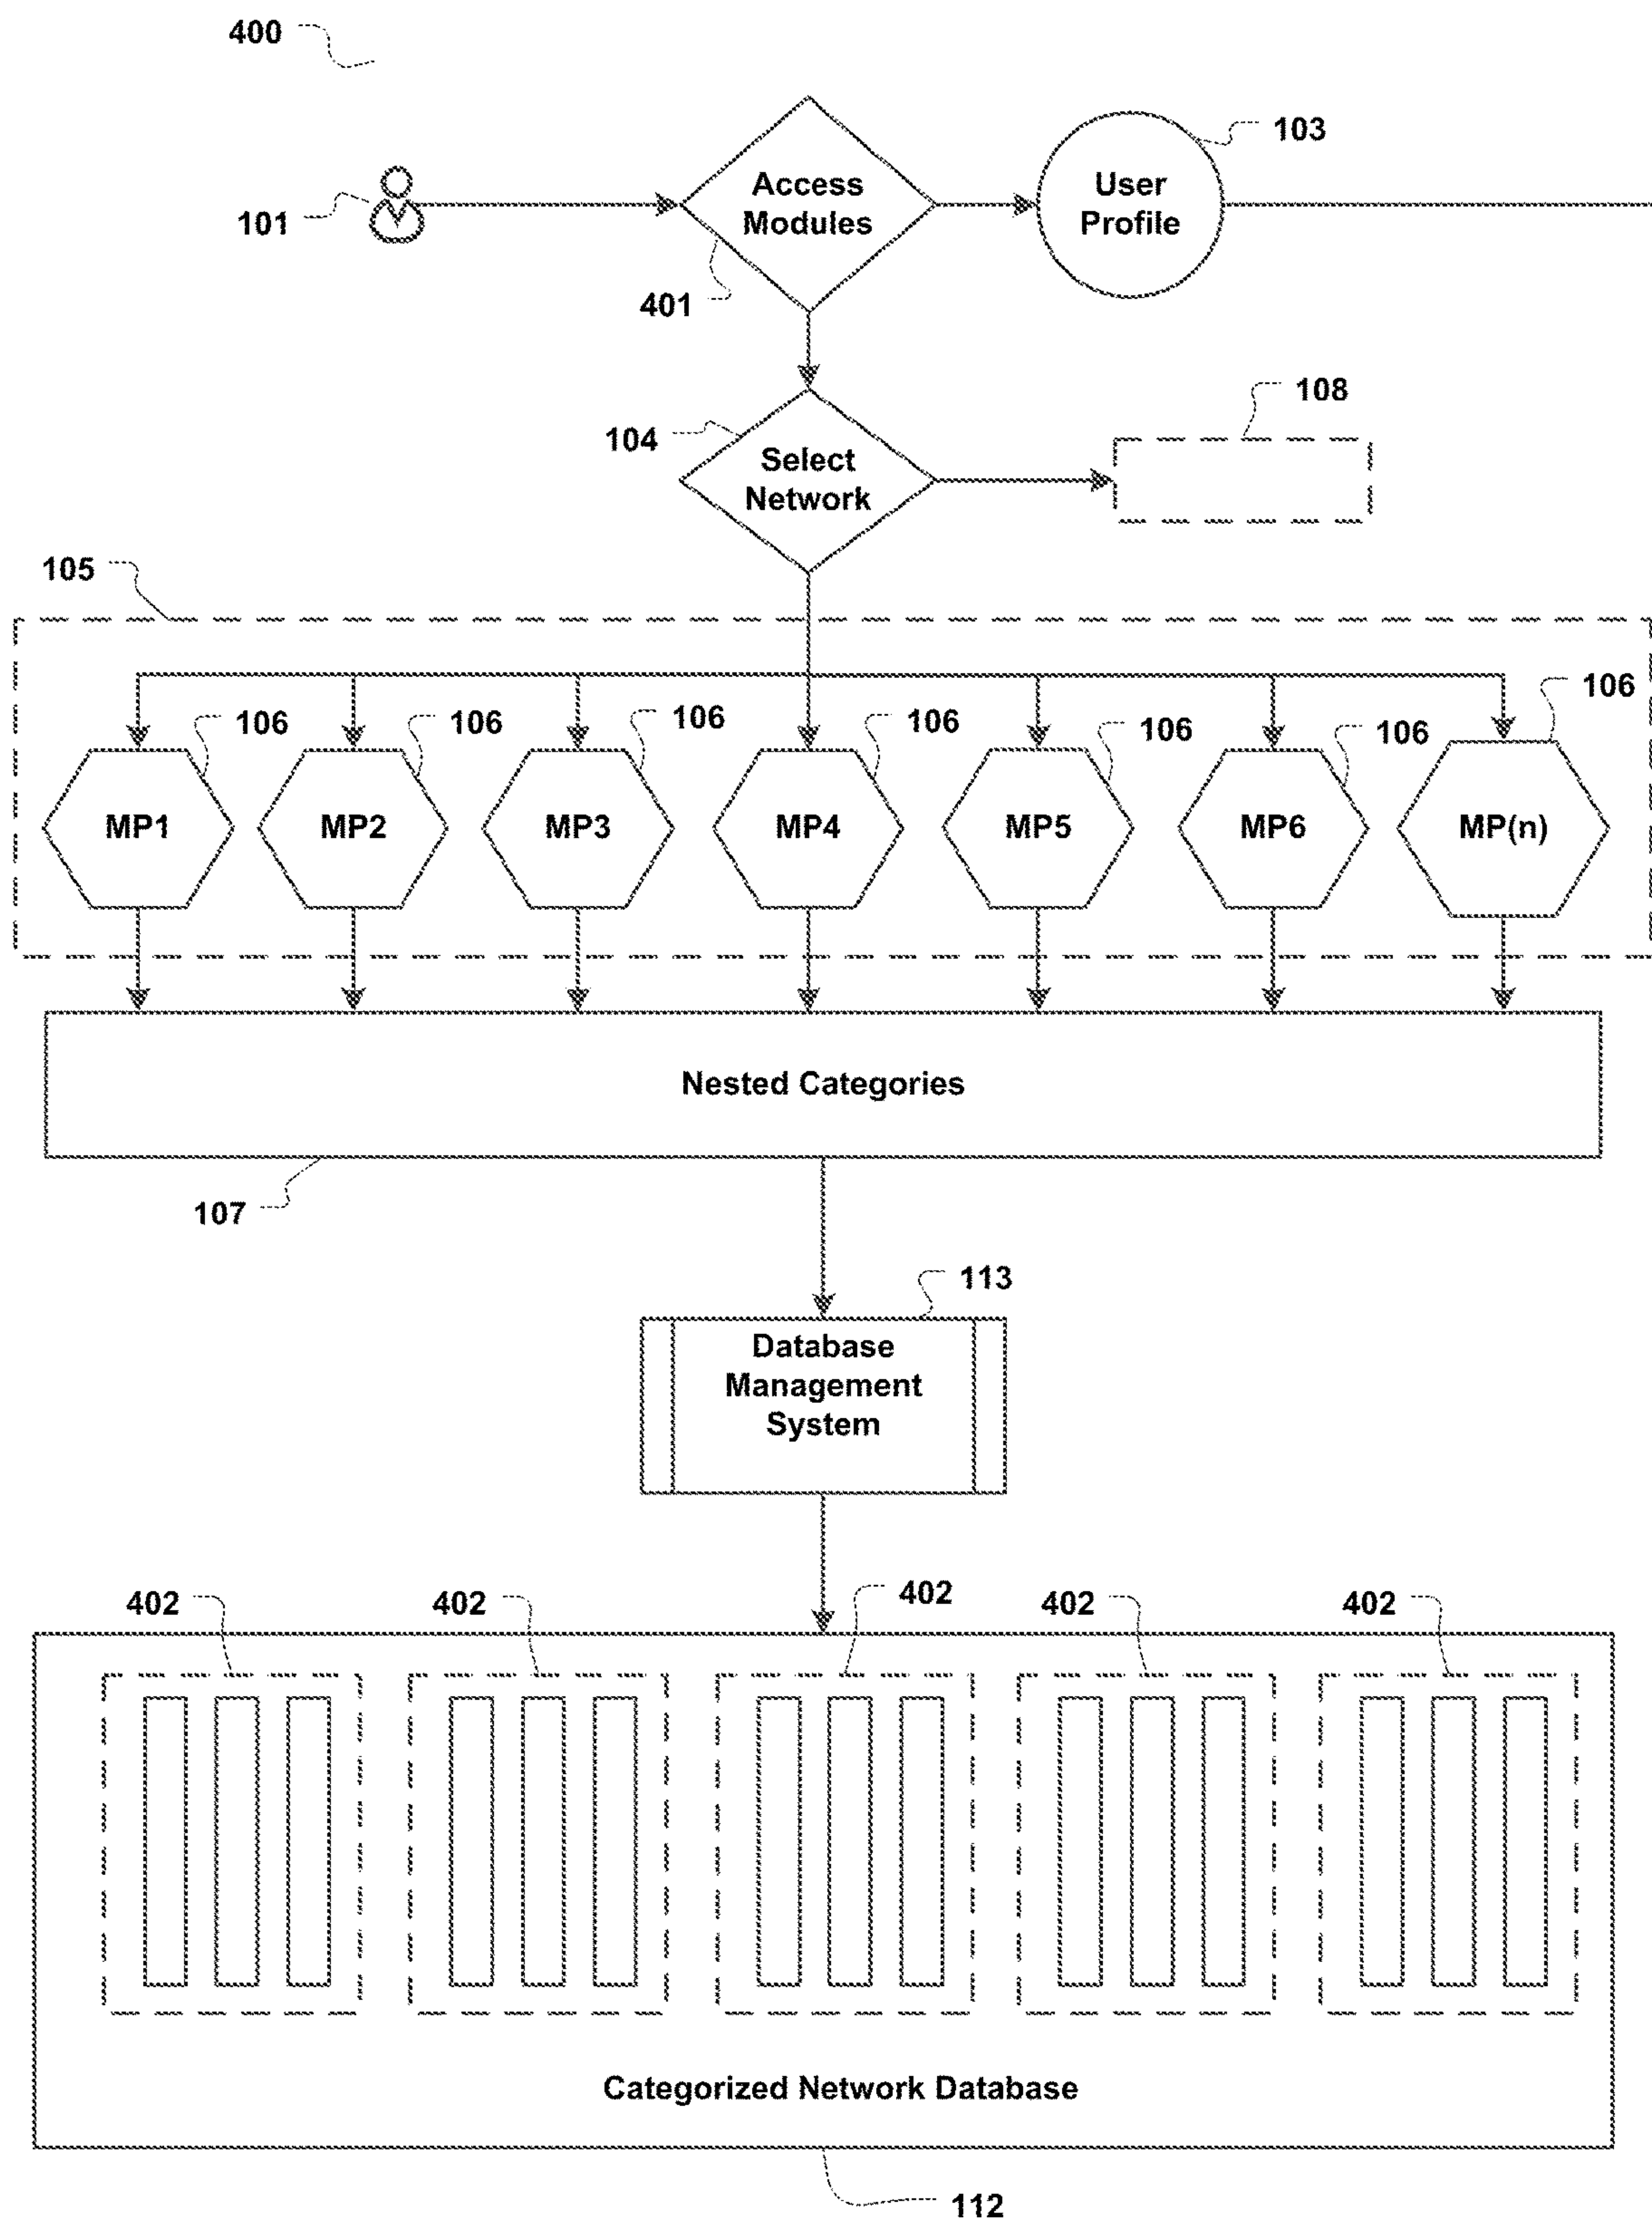 400
103
Access
Modules
User
Profile
101
401
108
104
Select
Network
105
106
106
106
106
106
106
106
MP1
MP2
MP3
MP4
MP5
MP6
MP(n)
Nested Categories
107
113
Database
Management
System
402
402
402
402
402
Categorized Network Database
112